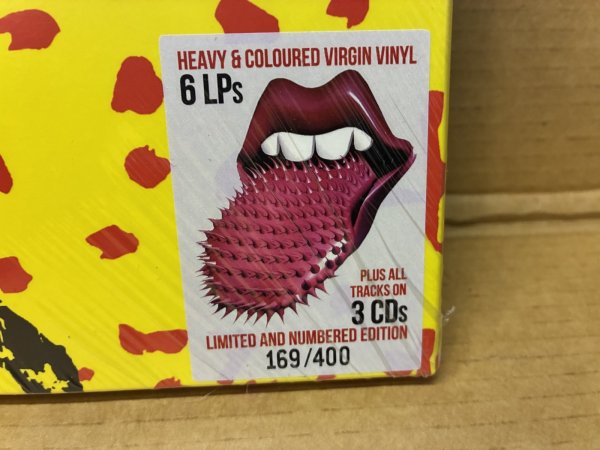 HEAVY & COLOURED VIRGIN VINYL
6 LPs
PLUS ALL
TRACKS ON
3 CDs
LIMITED AND NUMBERED EDITION
169/400